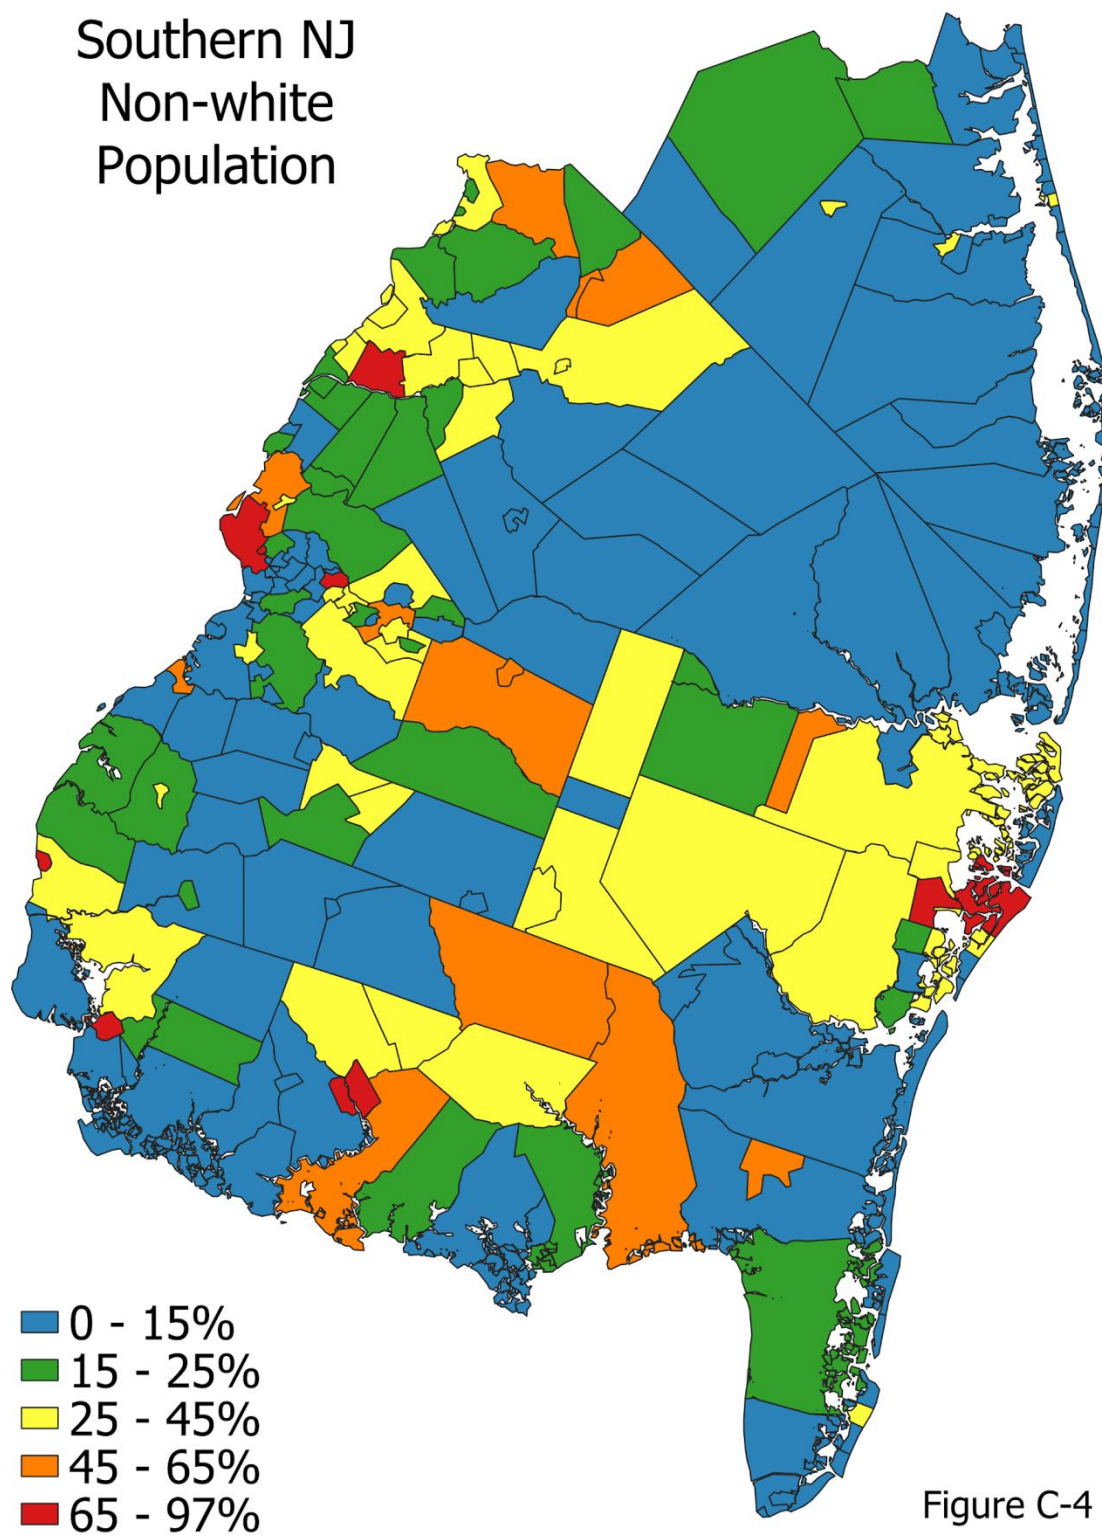 Southern NJ
Non-white
Population
0 - 15%
15 - 25%
25 - 45%
45 - 65%
65 - 97%
Figure C-4